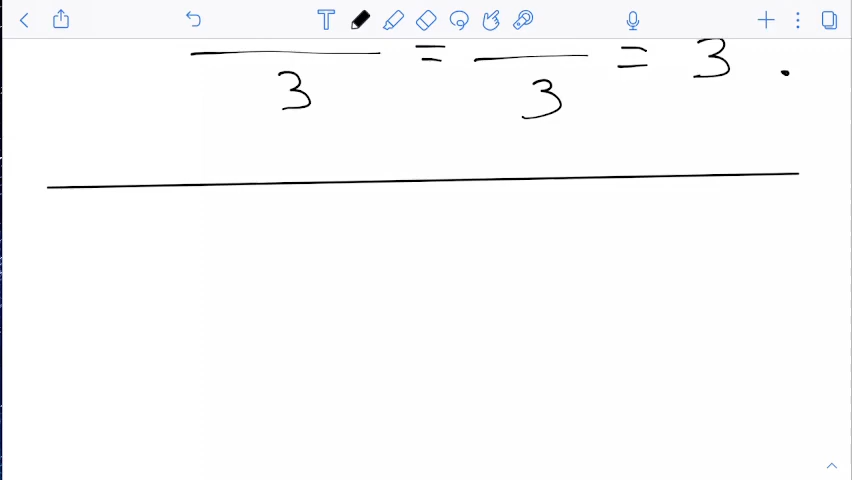 = = 3 .
3 3